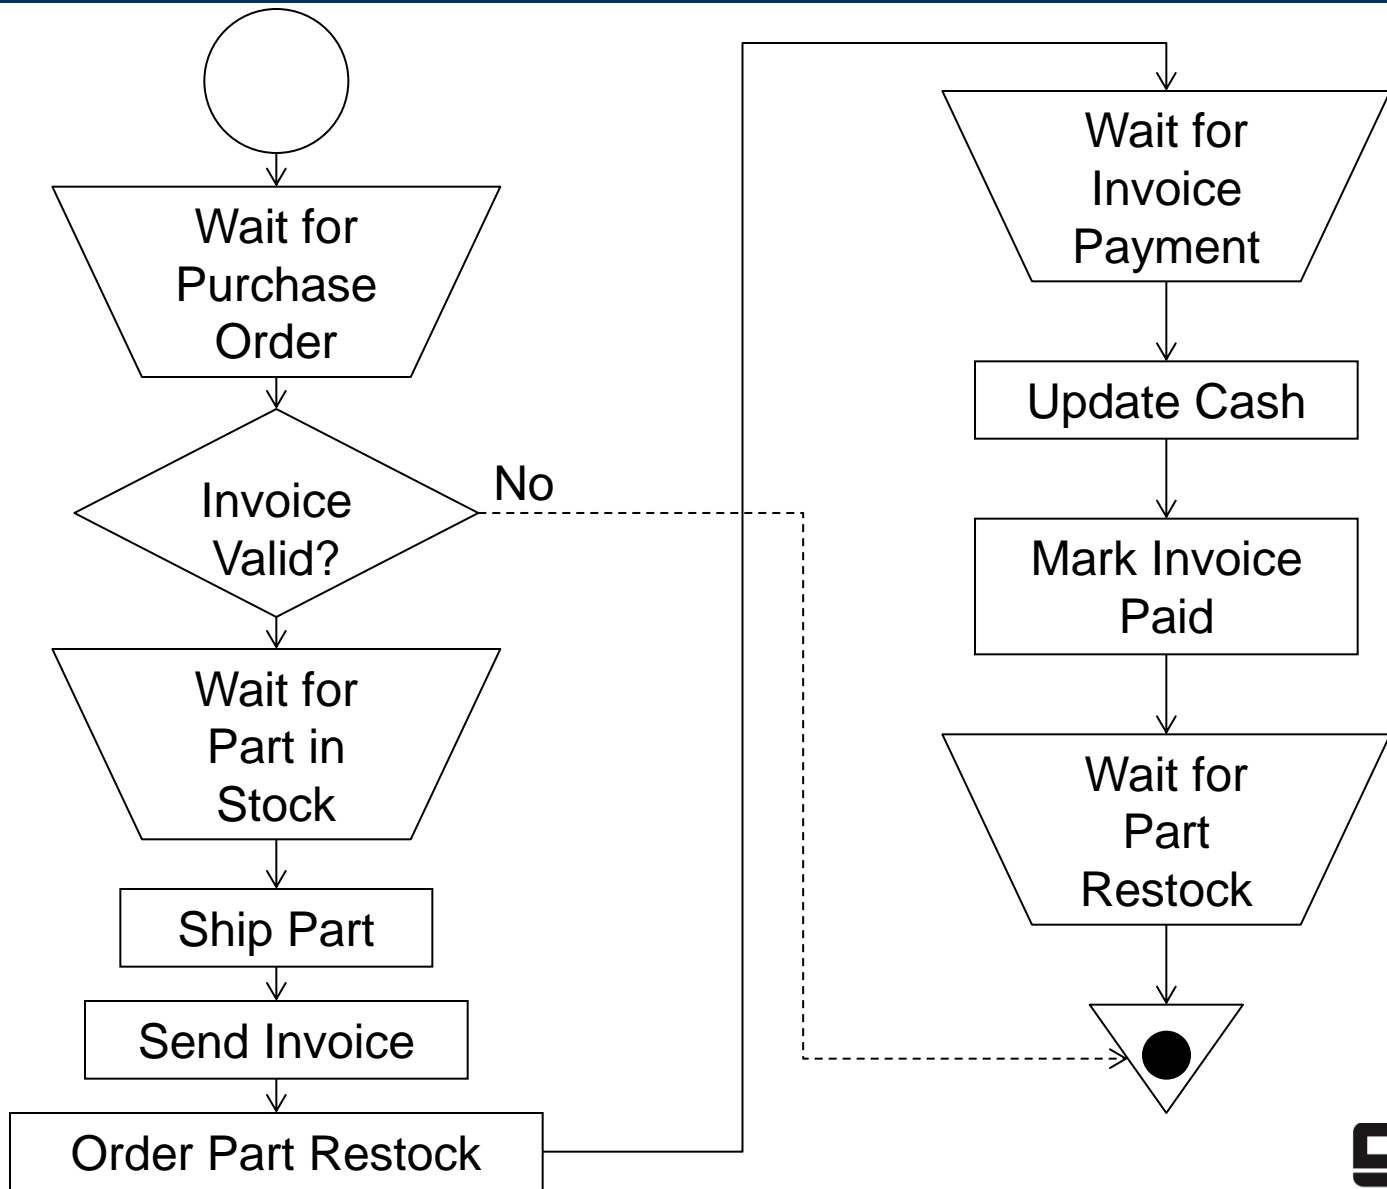 Wait for
Purchase
Order
Invoice
Valid?
No
Wait for
Part in
Stock
Ship Part
Send Invoice
Order Part Restock
Wait for
Invoice
Payment
Update Cash
Mark Invoice
Paid
Wait for
Part
Restock